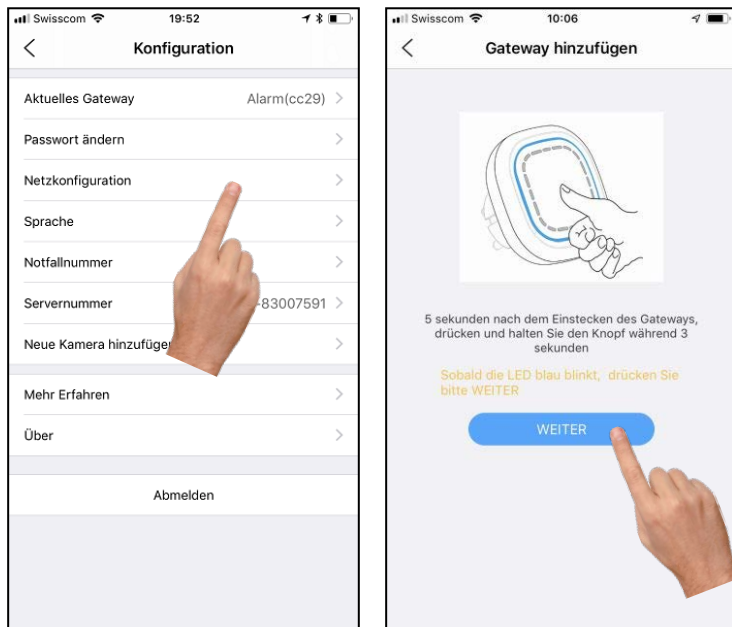 Swisscom
19:52
Konfiguration
Aktuelles Gateway
Alarm(cc29)
Passwort ändern
Netzkonfiguration
Sprache
Notfallnummer
Servernummer
-83007591
Neue Kamera hinzufügen
Mehr Erfahren
Über
Abmelden
Swisscom
10:06
Gateway hinzufügen
5 sekunden nach dem Einstecken des Gateways,
drücken und halten Sie den Knopf während 3
sekunden
Sobald die LED blau blinkt, drücken Sie
bitte WEITER
WEITER